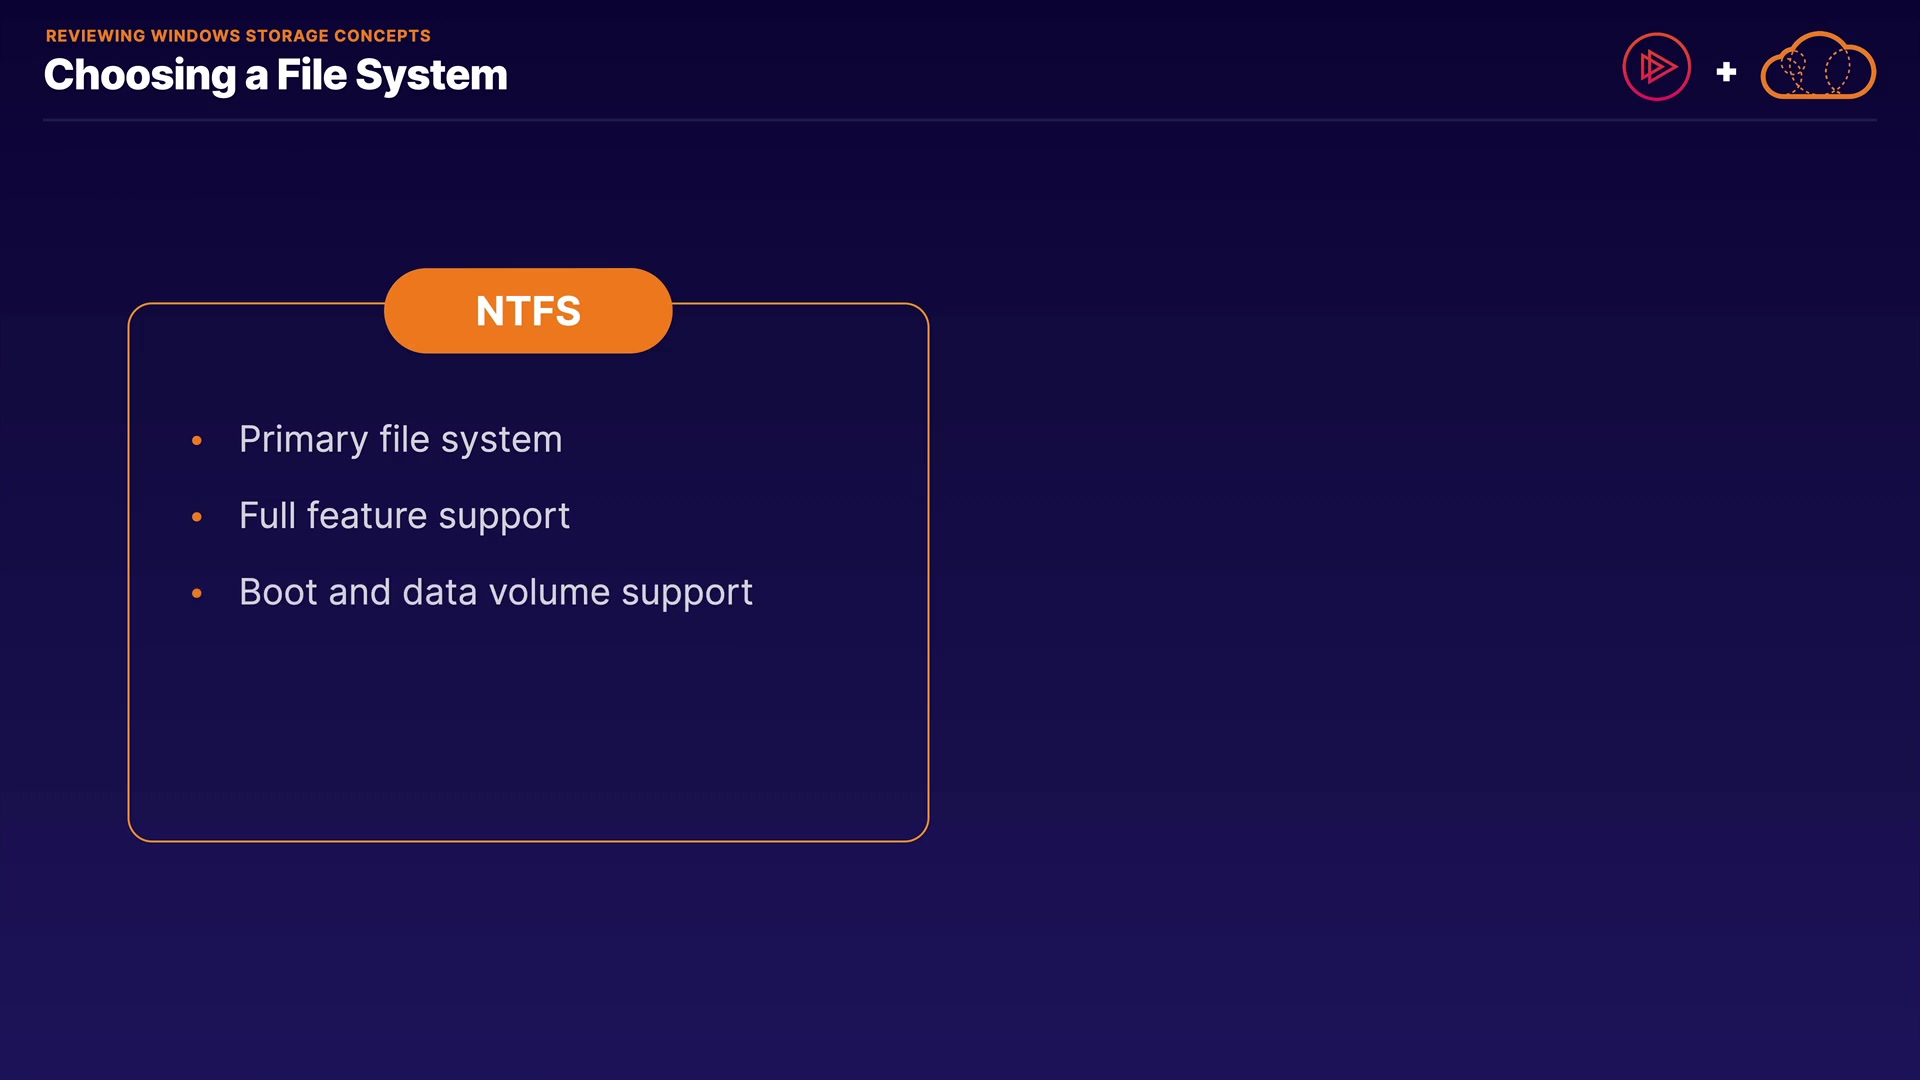 REVIEWING WINDOWS STORAGE CONCEPTS
Choosing a File System
+
NTFS
• Primary file system
• Full feature support
• Boot and data volume support